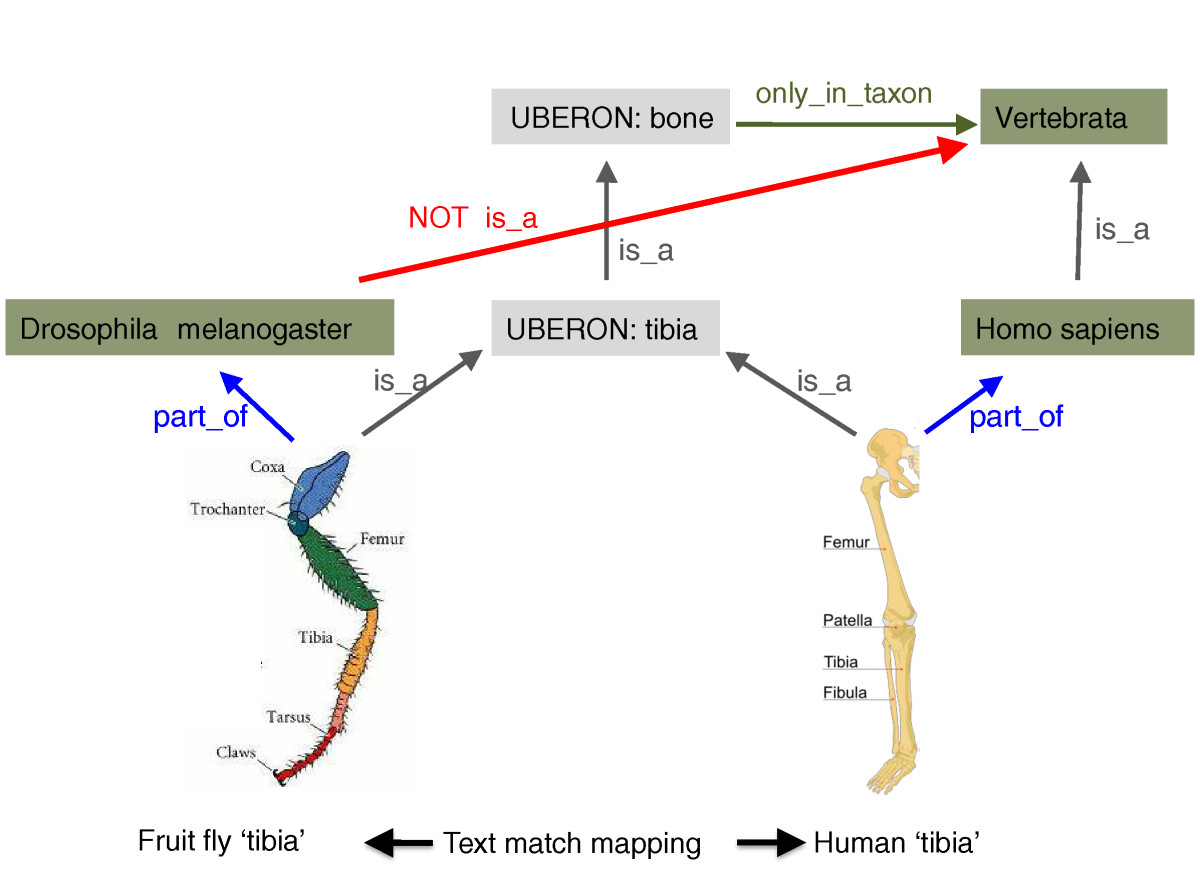 only_in_taxon
UBERON: bone
Vertebrata
NOT is_a
is_a
is_a
Drosophila melanogaster
UBERON: tibia
Homo sapiens
is_a
is_a
part_of
part_of
Coxa
Trochanter
Femur
Tibia
Tarsus
Claws
Femur
Patella
Tibia
Fibula
Fruit fly ‘tibia’
Text match mapping
Human ‘tibia’